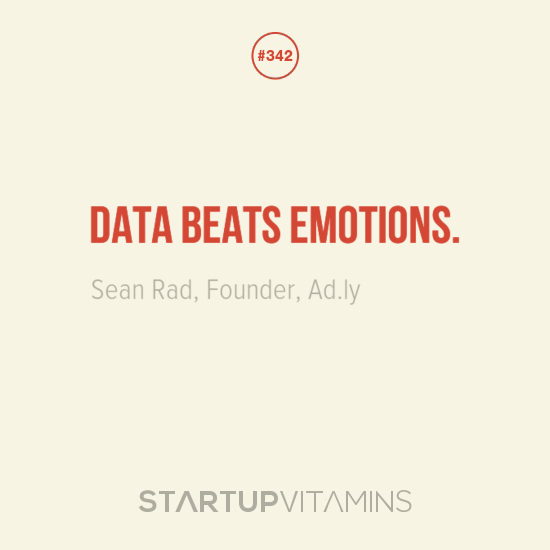 #342
DATA BEATS EMOTIONS.
Sean Rad, Founder, Ad.ly
STARTUPVITAMINS